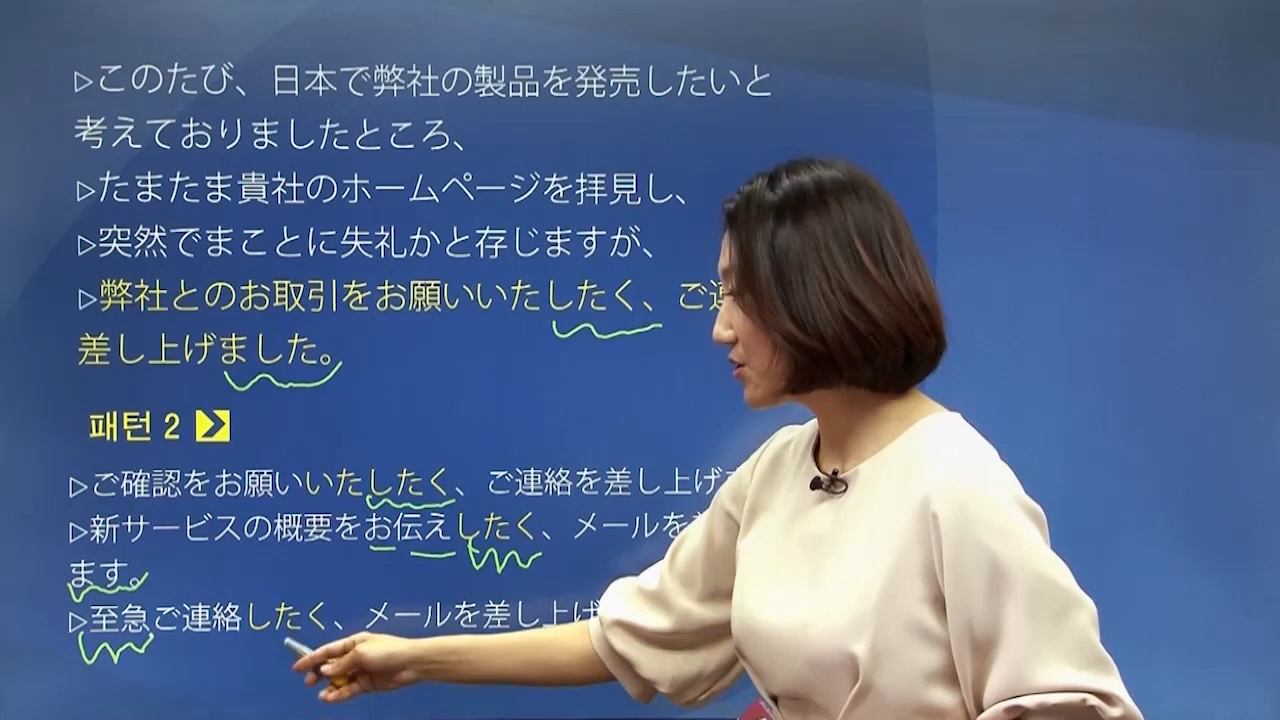 ▷このたび、日本で弊社の製品を発売したいと
考えておりましたところ、
▷たまたま貴社のホームページを拝見し、
▷突然でまことに失礼かと存じますが、
▷弊社とのお取引をお願いいたしたく、ご
差し上げました。
패턴 2
▷ご確認をお願いいたしたく、ご連絡を差し上げ
▷新サービスの概要をお伝えしたく、メールを
ます。
▷至急ご連絡したく、メールを差し上げ